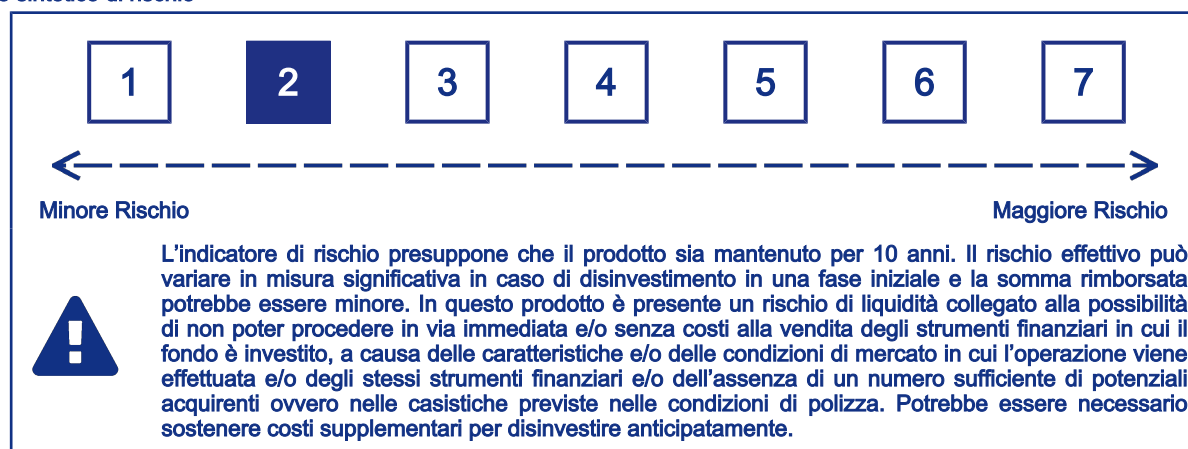 sintetico di rischio
1 2 3 4 5 6 7
Minore Rischio Maggiore Rischio
L'indicatore di rischio presuppone che il prodotto sia mantenuto per 10 anni. Il rischio effettivo può
variare in misura significativa in caso di disinvestimento in una fase iniziale e la somma rimborsata
potrebbe essere minore. In questo prodotto è presente un rischio di liquidità collegato alla possibilità
di non poter procedere in via immediata e/o senza costi alla vendita degli strumenti finanziari in cui il
fondo è investito, a causa delle caratteristiche e/o delle condizioni di mercato in cui l'operazione viene
effettuata e/o degli stessi strumenti finanziari e/o dell'assenza di un numero sufficiente di potenziali
acquirenti ovvero nelle casistiche previste nelle condizioni di polizza. Potrebbe essere necessario
sostenere costi supplementari per disinvestire anticipatamente.